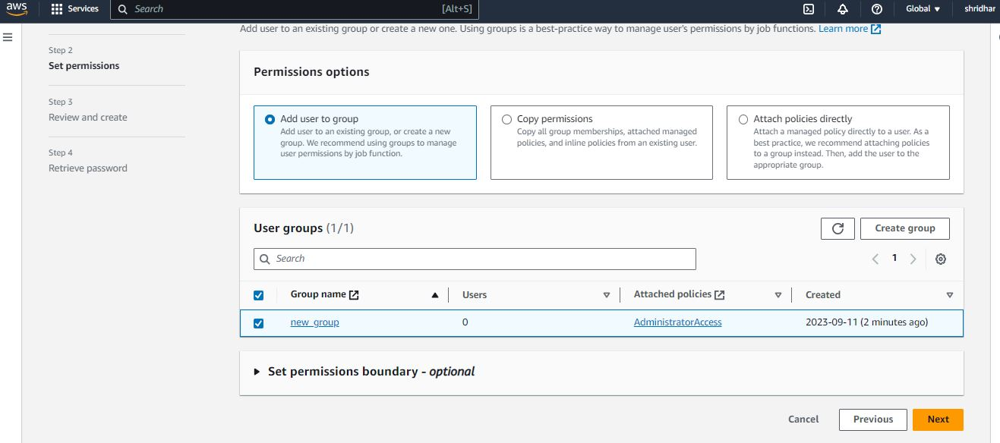 aws
Services
Search
[Alt+S]
Global
shridhar
Add user to an existing group or create a new one. Using groups is a best-practice way to manage user's permissions by job functions. Learn more
Step 2
Set permissions
Step 3
Review and create
Step 4
Retrieve password
Permissions options
Add user to group
Add user to an existing group, or create a new
group. We recommend using groups to manage
user permissions by job function.
Copy permissions
Copy all group memberships, attached managed
policies, and inline policies from an existing user.
Attach policies directly
Attach a managed policy directly to a user. As a
best practice, we recommend attaching policies
to a group instead. Then, add the user to the
appropriate group.
User groups (1/1)
Create group
Search
1
Group name
Users
Attached policies
Created
new_group
0
AdministratorAccess
2023-09-11 (2 minutes ago)
Set permissions boundary - optional
Cancel
Previous
Next